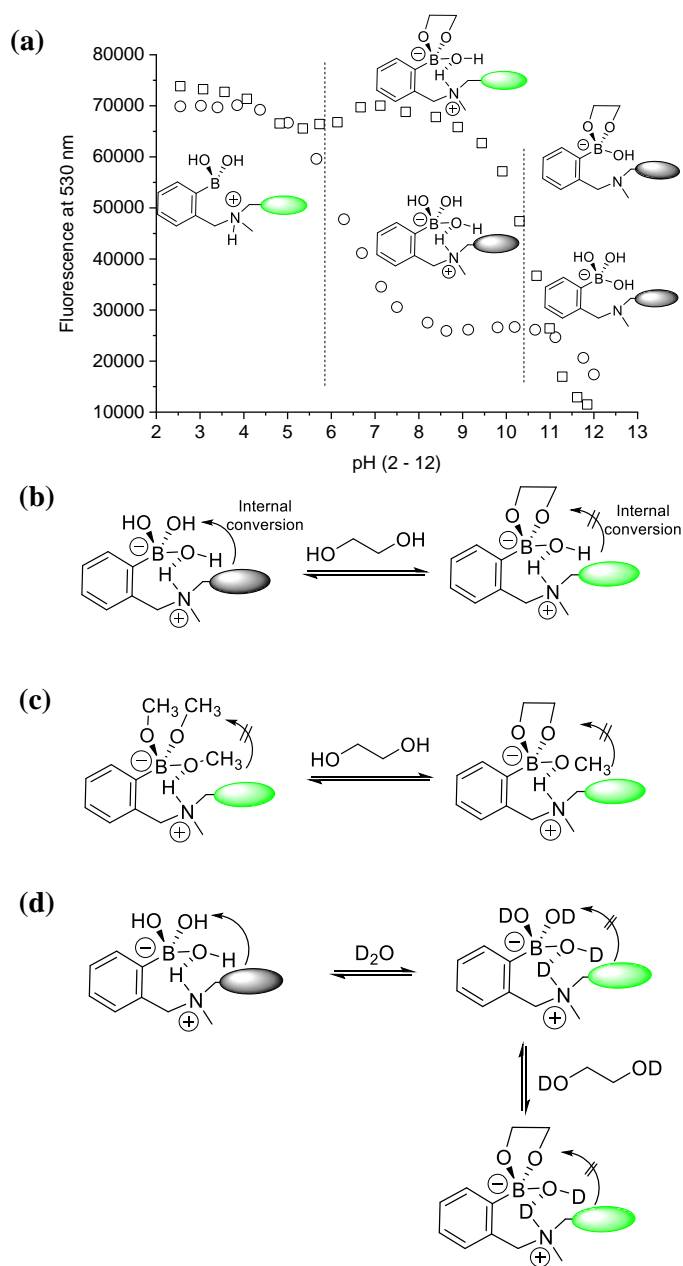 (a)
80000
70000
60000
50000
40000
30000
20000
10000
Fluorescence at 530 nm
2 3 4 5 6 7 8 9 10 11 12 13
pH (2 - 12)
HO OH
B
⊕
N
H
O O
⊖
B O H
H
N
⊕
HO OH
⊖
B O H
H
N
⊕
O O
⊖
B OH
N
HO
⊖
HO B
OH
N
(b)
HO OH
⊖
B O H
H
N
⊕
Internal
conversion
HO OH
O O
⊖
B O H
H
N
⊕
Internal
conversion
(c)
CH3 CH3
O O
⊖
B O CH3
H
N
⊕
HO OH
O O
⊖
B O CH3
H
N
⊕
(d)
HO OH
⊖
B O H
H
N
⊕
D2O
DO OD
⊖
B O D
D
N
⊕
DO OD
O O
⊖
B O D
D
N
⊕